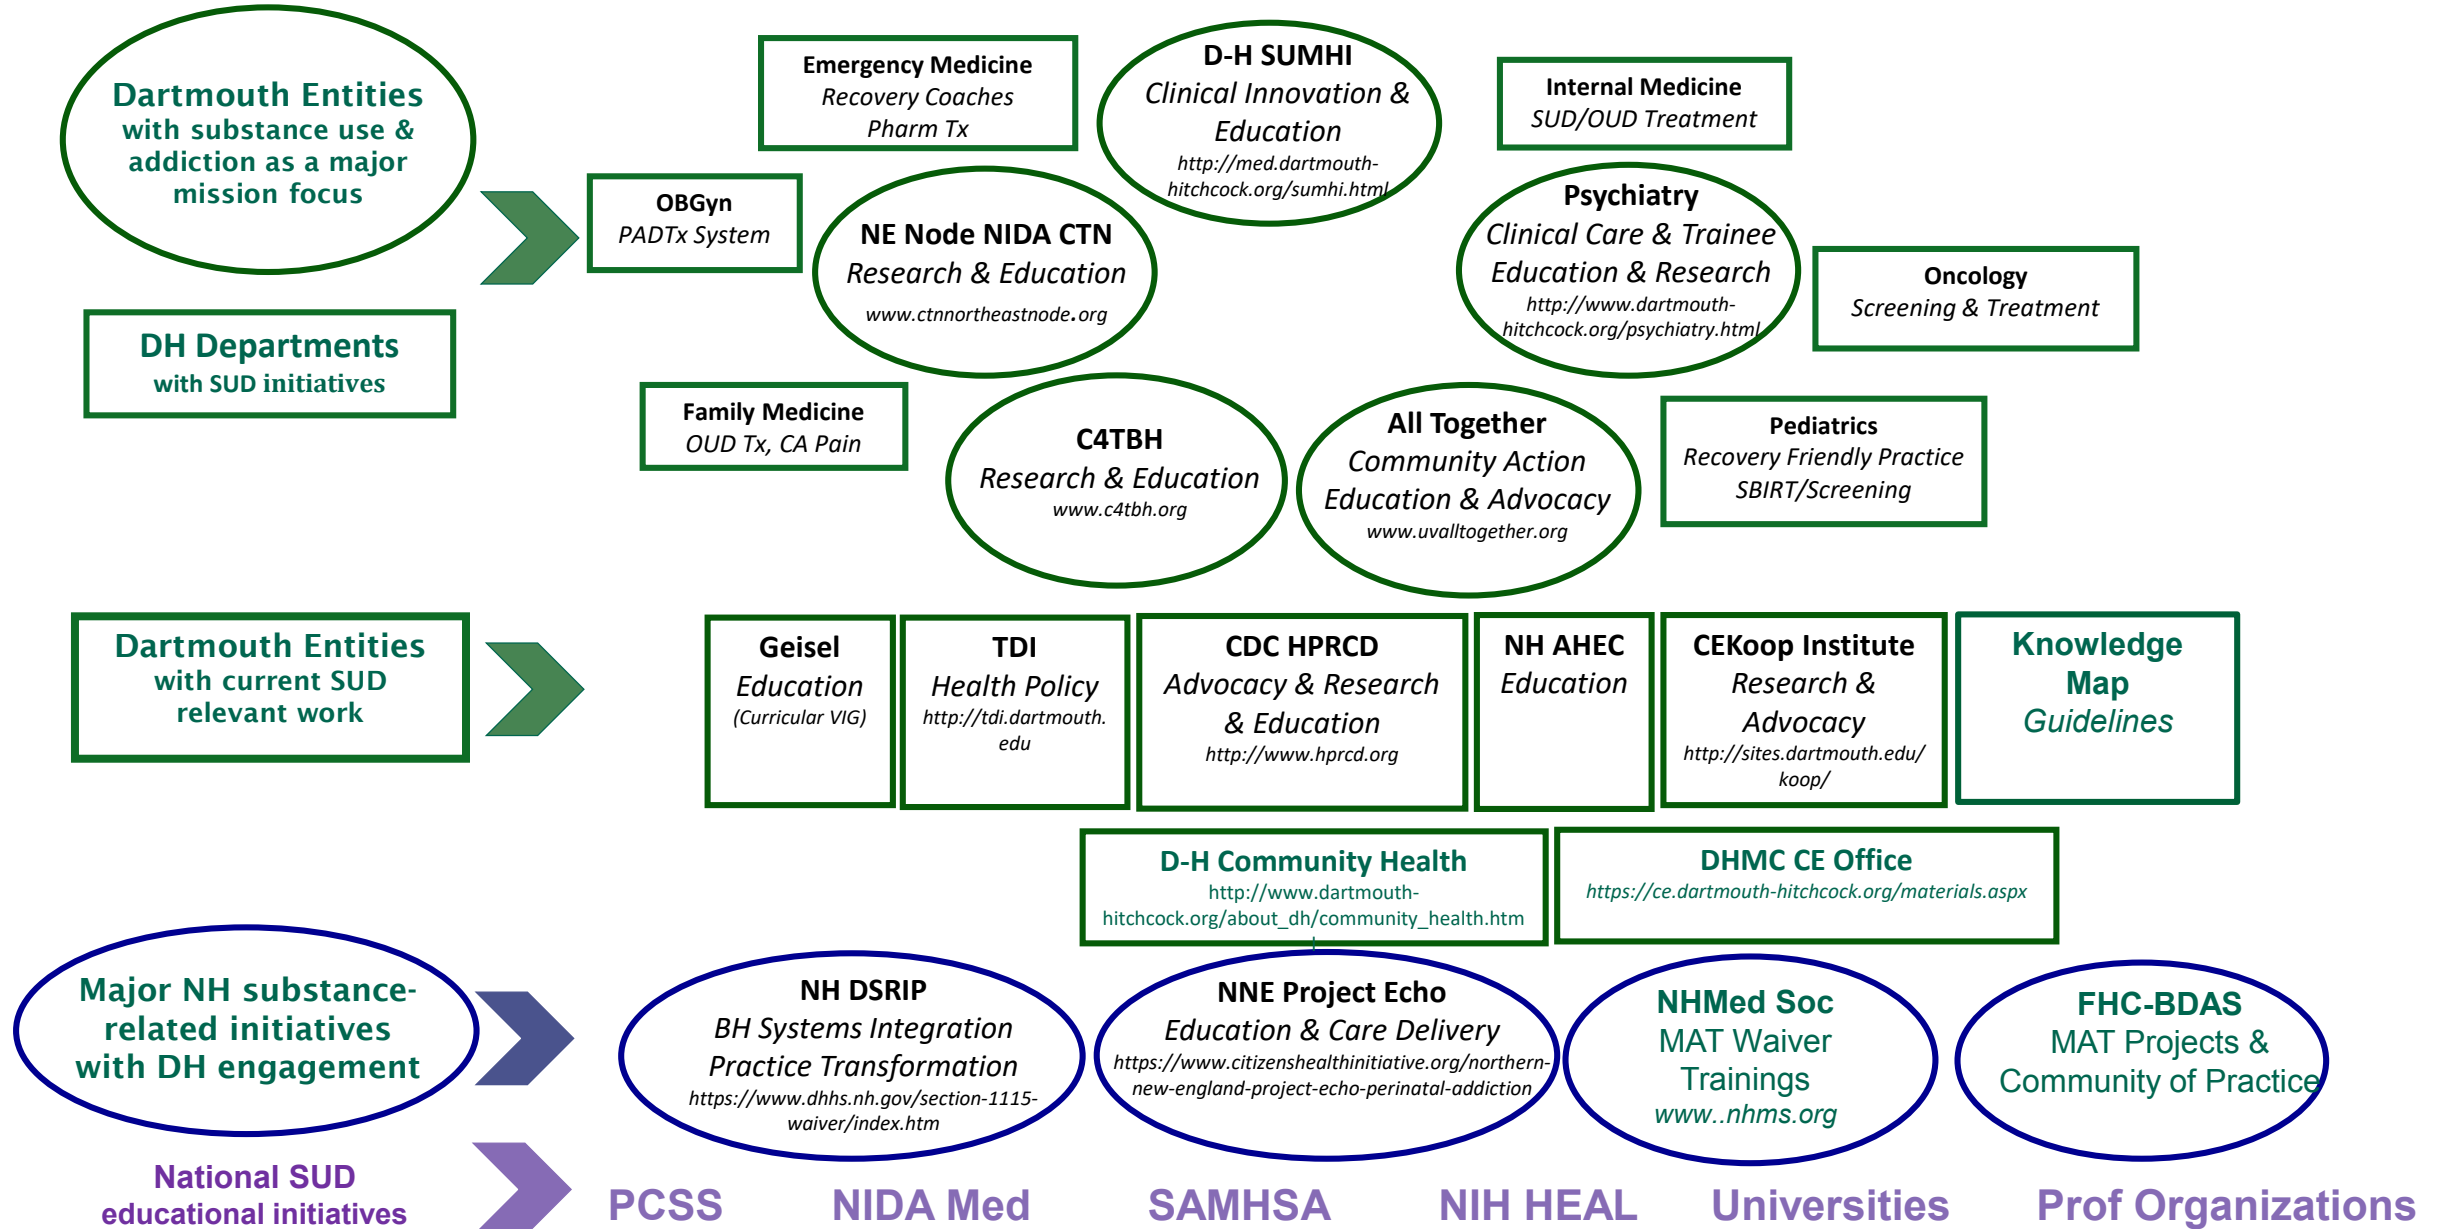 Dartmouth Entities
with substance use &
addiction as a major
mission focus
DH Departments
with SUD initiatives
Emergency Medicine
Recovery Coaches
Pharm Tx
D-H SUMHI
Clinical Innovation &
Education
http://med.dartmouth-
hitchcock.org/sumhi.html
Internal Medicine
SUD/OUD Treatment
OBGyn
PADTx System
NE Node NIDA CTN
Research & Education
www.ctnnortheastnode.org
Psychiatry
Clinical Care & Trainee
Education & Research
http://www.dartmouth-
hitchcock.org/psychiatry.html
Oncology
Screening & Treatment
Family Medicine
OUD Tx, CA Pain
C4TBH
Research & Education
www.c4tbh.org
All Together
Community Action
Education & Advocacy
www.uvalltogether.org
Pediatrics
Recovery Friendly Practice
SBIRT/Screening
Dartmouth Entities
with current SUD
relevant work
Geisel
Education
(Curricular VIG)
TDI
Health Policy
http://tdi.dartmouth.
edu
CDC HPRCD
Advocacy & Research
& Education
http://www.hprcd.org
NH AHEC
Education
CEKoop Institute
Research &
Advocacy
http://sites.dartmouth.edu/
koop/
Knowledge
Map
Guidelines
D-H Community Health
http://www.dartmouth-
hitchcock.org/about_dh/community_health.htm
DHMC CE Office
https://ce.dartmouth-hitchcock.org/materials.aspx
Major NH substance-
related initiatives
with DH engagement
NH DSRIP
BH Systems Integration
Practice Transformation
https://www.dhhs.nh.gov/section-1115-
waiver/index.htm
NNE Project Echo
Education & Care Delivery
https://www.citizenshealthinitiative.org/northern-
new-england-project-echo-perinatal-addiction
NHMed Soc
MAT Waiver
Trainings
www..nhms.org
FHC-BDAS
MAT Projects &
Community of Practice
National SUD
educational initiatives
PCSS
NIDA Med
SAMHSA
NIH HEAL
Universities
Prof Organizations